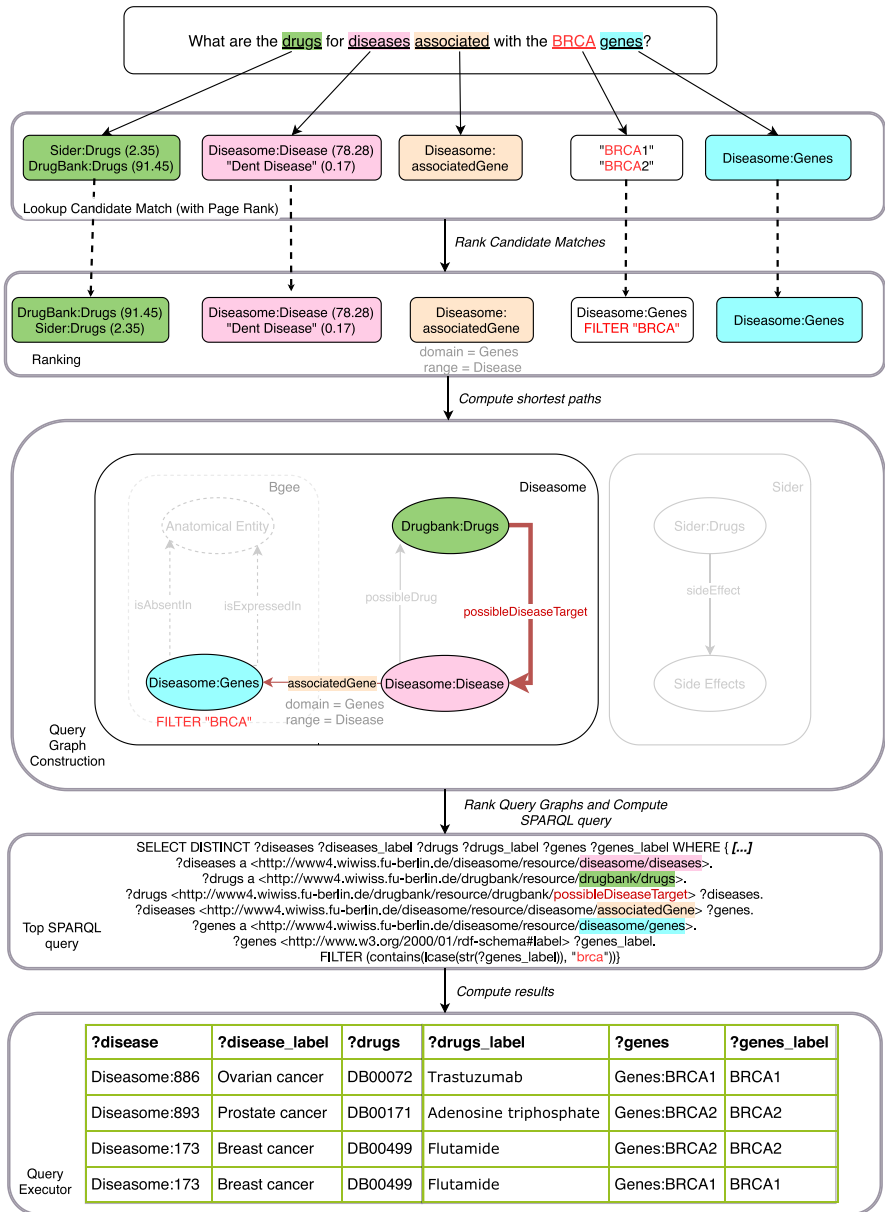 What are the drugs for diseases associated with the BRCA genes?
Sider:Drugs (2.35)
DrugBank:Drugs (91.45)
Diseasome:Disease (78.28)
"Dent Disease" (0.17)
Diseasome:
associatedGene
"BRCA1"
"BRCA2"
Diseasome:Genes
Lookup Candidate Match (with Page Rank)
Rank Candidate Matches
DrugBank:Drugs (91.45)
Sider:Drugs (2.35)
Diseasome:Disease (78.28)
"Dent Disease" (0.17)
Diseasome:
associatedGene
Diseasome:Genes
FILTER "BRCA"
Diseasome:Genes
domain = Genes
range = Disease
Ranking
Compute shortest paths
Bgee
Diseasome
Sider
Anatomical Entity
Drugbank:Drugs
Sider:Drugs
isAbsentIn
isExpressedIn
possibleDrug
possibleDiseaseTarget
sideEffect
Diseasome:Genes
associatedGene
Diseasome:Disease
Side Effects
FILTER "BRCA"
domain = Genes
range = Disease
Query
Graph
Construction
Rank Query Graphs and Compute
SPARQL query
SELECT DISTINCT ?diseases ?diseases_label ?drugs ?drugs_label ?genes ?genes_label WHERE { [...]
?diseases a <http://www4.wiwiss.fu-berlin.de/diseasome/resource/diseasome/diseases>.
?drugs a <http://www4.wiwiss.fu-berlin.de/drugbank/resource/drugbank/drugs>.
?drugs <http://www4.wiwiss.fu-berlin.de/drugbank/resource/drugbank/possibleDiseaseTarget> ?diseases.
?diseases <http://www4.wiwiss.fu-berlin.de/diseasome/resource/diseasome/associatedGene> ?genes.
?genes a <http://www4.wiwiss.fu-berlin.de/diseasome/resource/diseasome/genes>.
?genes <http://www.w3.org/2000/01/rdf-schema#label> ?genes_label.
FILTER (contains(lcase(str(?genes_label)), "brca"))}
Top SPARQL
query
Compute results
?disease ?disease_label ?drugs ?drugs_label ?genes ?genes_label
Diseasome:886 Ovarian cancer DB00072 Trastuzumab Genes:BRCA1 BRCA1
Diseasome:893 Prostate cancer DB00171 Adenosine triphosphate Genes:BRCA2 BRCA2
Diseasome:173 Breast cancer DB00499 Flutamide Genes:BRCA2 BRCA2
Diseasome:173 Breast cancer DB00499 Flutamide Genes:BRCA1 BRCA1
Query
Executor